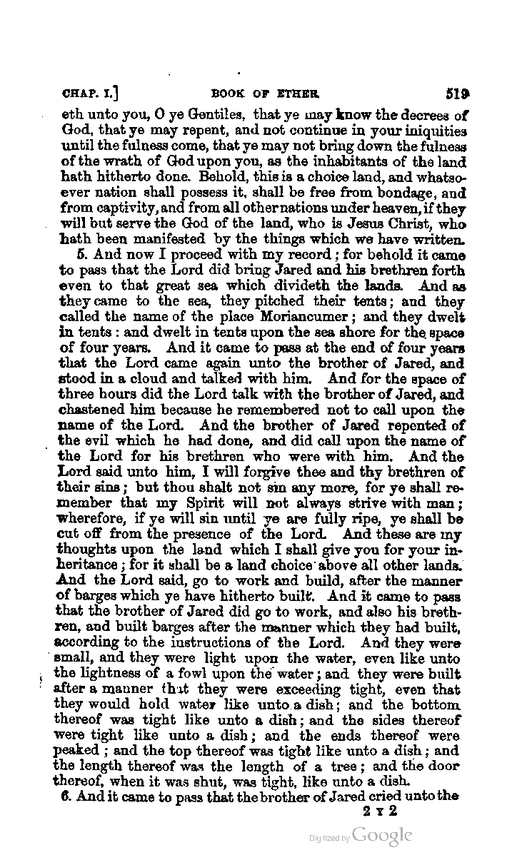 CHAP. I.] BOOK OF ETHER 519
eth unto you, O ye Gentiles, that ye may know the decrees of
God, that ye may repent, and not continue in your iniquities
until the fulness come, that ye may not bring down the fulness
of the wrath of God upon you, as the inhabitants of the land
hath hitherto done. Behold, this is a choice land, and whatso-
ever nation shall possess it, shall be free from bondage, and
from captivity, and from all other nations under heaven, if they
will but serve the God of the land, who is Jesus Christ, who
hath been manifested by the things which we have written.
5. And now I proceed with my record; for behold it came
to pass that the Lord did bring Jared and his brethren forth
even to that great sea which divideth the lands. And as
they came to the sea, they pitched their tents; and they
called the name of the place Moriancumer; and they dwelt
in tents: and dwelt in tents upon the sea shore for the space
of four years. And it came to pass at the end of four years
that the Lord came again unto the brother of Jared, and
stood in a cloud and talked with him. And for the space of
three hours did the Lord talk with the brother of Jared, and
chastened him because he remembered not to call upon the
name of the Lord. And the brother of Jared repented of
the evil which he had done, and did call upon the name of
the Lord for his brethren who were with him. And the
Lord said unto him, I will forgive thee and thy brethren of
their sins; but thou shalt not sin any more, for ye shall re-
member that my Spirit will not always strive with man;
wherefore, if ye will sin until ye are fully ripe, ye shall be
cut off from the presence of the Lord. And these are my
thoughts upon the land which I shall give you for your in-
heritance; for it shall be a land choice above all other lands.
And the Lord said, go to work and build, after the manner
of barges which ye have hitherto built. And it came to pass
that the brother of Jared did go to work, and also his breth-
ren, and built barges after the manner which they had built,
according to the instructions of the Lord. And they were
small, and they were light upon the water, even like unto
the lightness of a fowl upon the water; and they were built
after a manner that they were exceeding tight, even that
they would hold water like unto a dish; and the bottom
thereof was tight like unto a dish; and the sides thereof
were tight like unto a dish; and the ends thereof were
peaked; and the top thereof was tight like unto a dish; and
the length thereof was the length of a tree; and the door
thereof, when it was shut, was tight, like unto a dish.
6. And it came to pass that the brother of Jared cried unto the
2 Y 2
Digitized by Google